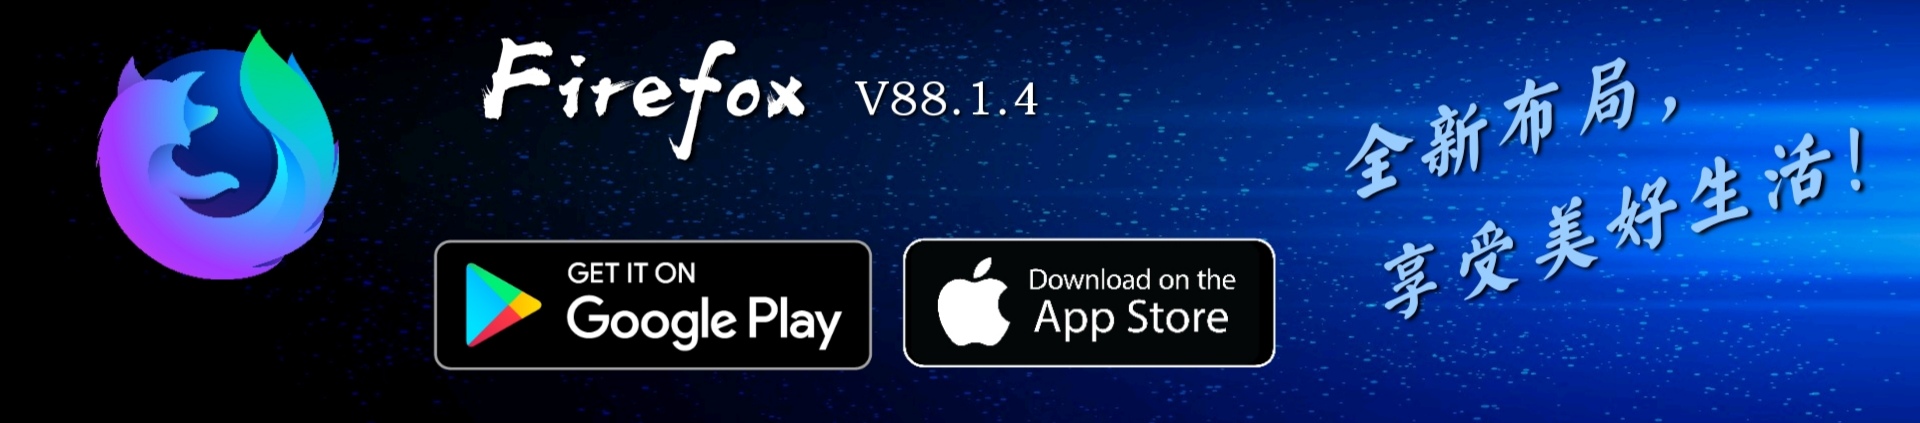 Firefox V88.1.4
GET IT ON
Google Play
Download on the
App Store
全新布局，
享受美好生活！